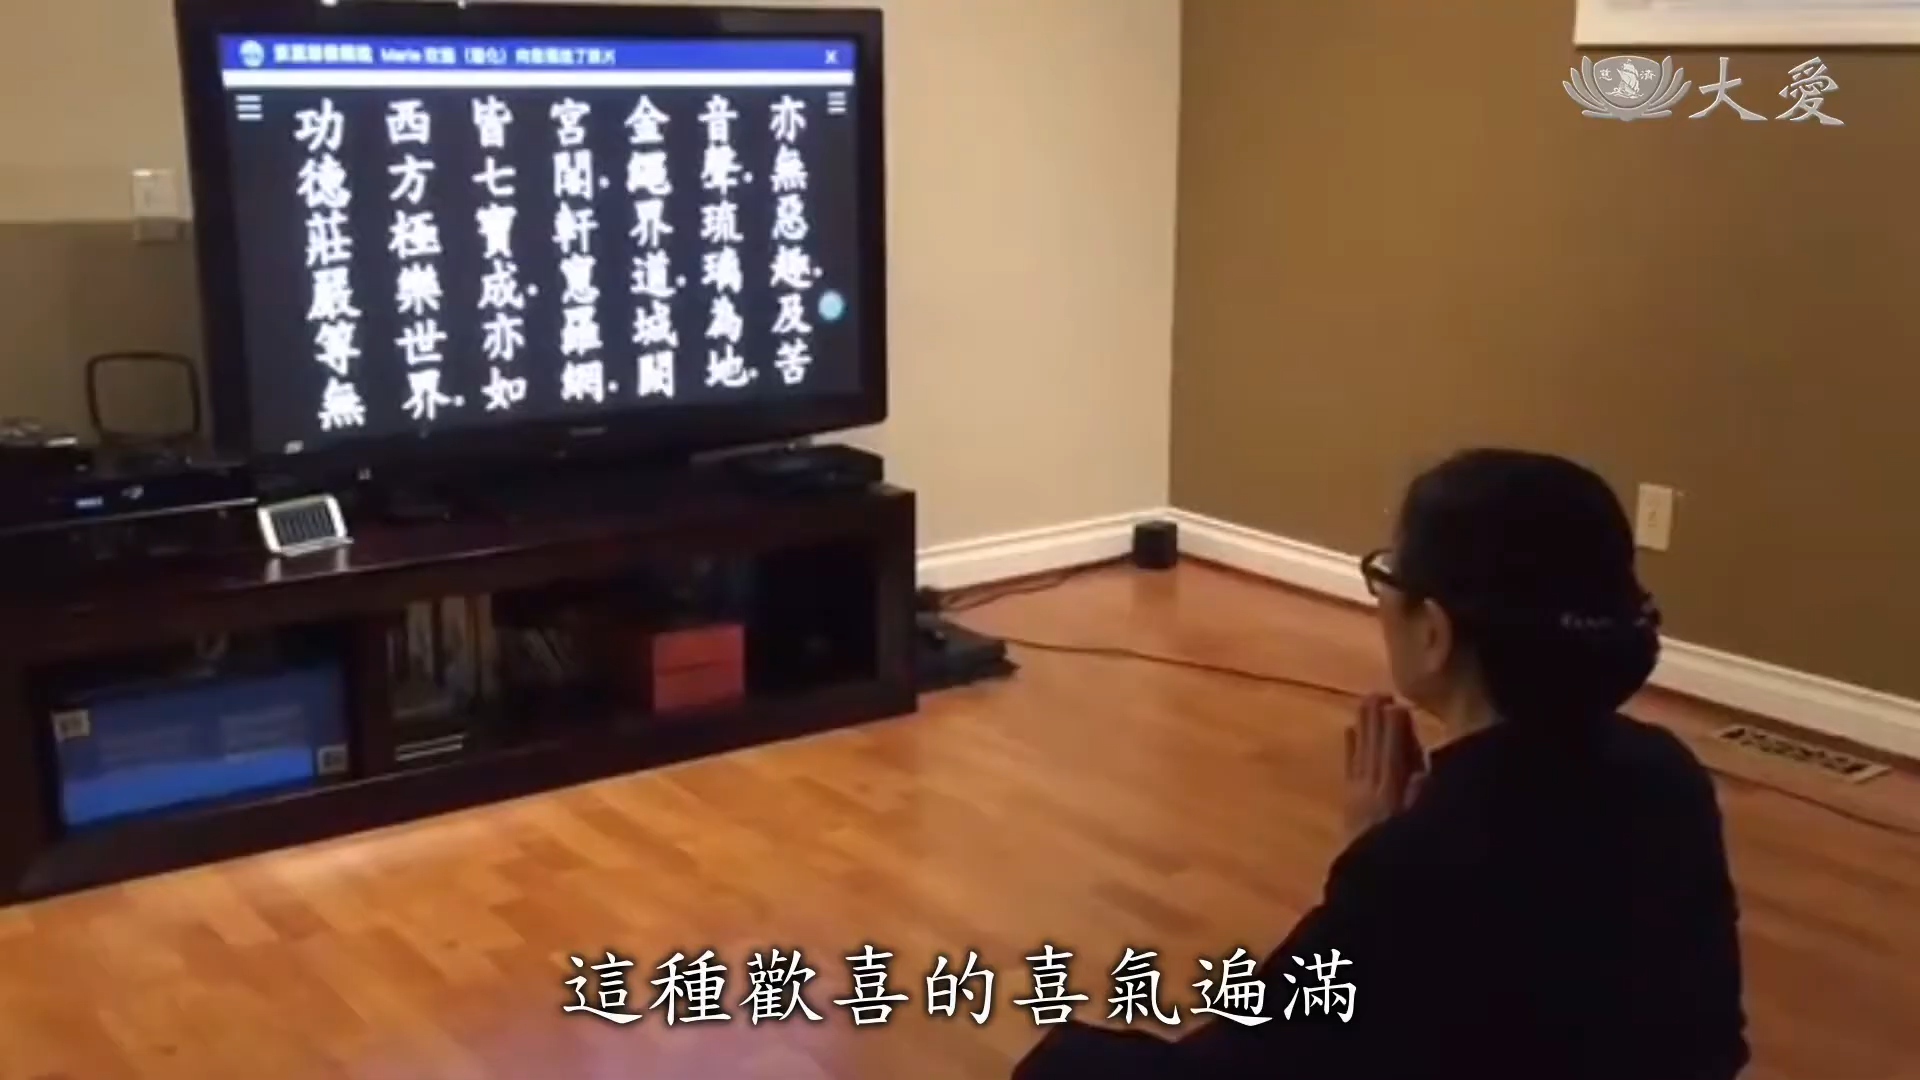 大愛
慈濟
亦無惡趣.及苦
音聲.琉璃為地.
金繩界道.城闕
宮閣.軒窻羅網.
皆七寶成.亦如
西方極樂世界.
功德莊嚴等無
這種歡喜的喜氣遍滿